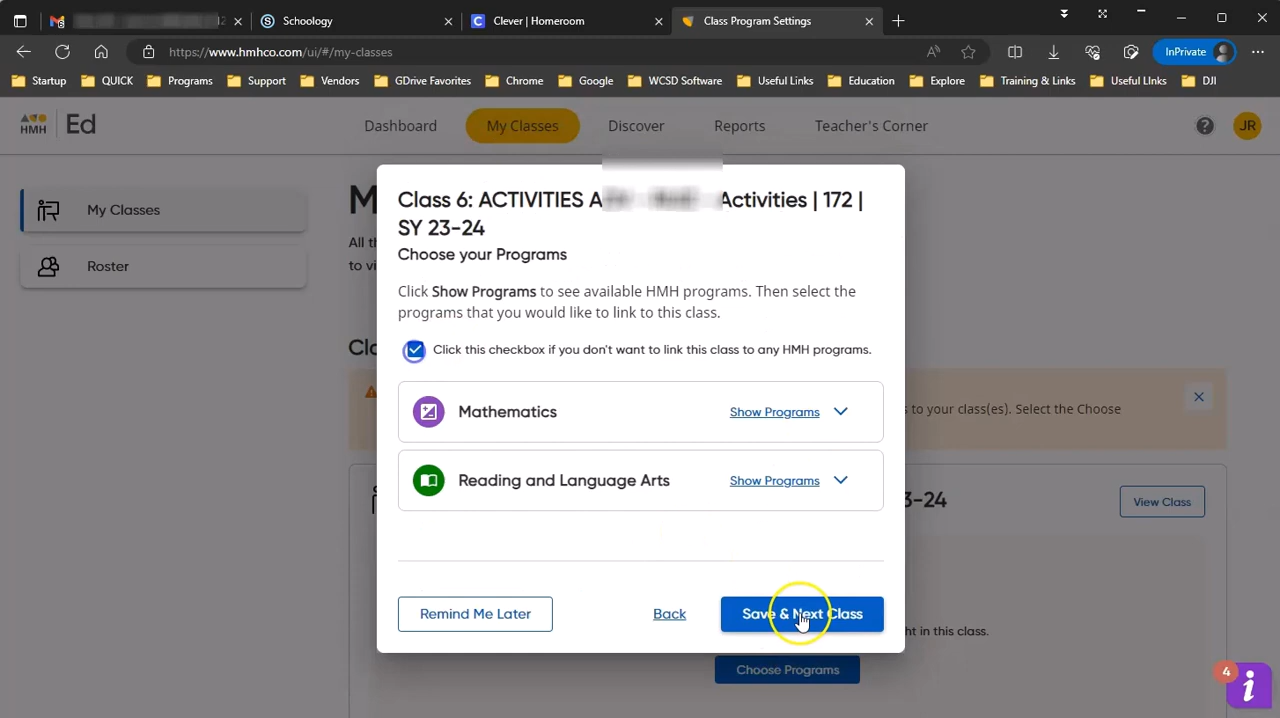 Schoology
Clever | Homeroom
Class Program Settings
https://www.hmhco.com/ui/#/my-classes
InPrivate
Startup
QUICK
Programs
Support
Vendors
GDrive Favorites
Chrome
Google
WCSD Software
Useful Links
Education
Explore
Training & Links
Useful LInks
DJI
HMH
Ed
Dashboard
My Classes
Discover
Reports
Teacher's Corner
JR
My Classes
Roster
All th
to vi
Class 6: ACTIVITIES A Activities | 172 |
SY 23-24
Choose your Programs
Click Show Programs to see available HMH programs. Then select the
programs that you would like to link to this class.
Click this checkbox if you don't want to link this class to any HMH programs.
Mathematics
Show Programs
s to your class(es). Select the Choose
Reading and Language Arts
Show Programs
3-24
View Class
Remind Me Later
Back
Save & Next Class
ht in this class.
Choose Programs
4